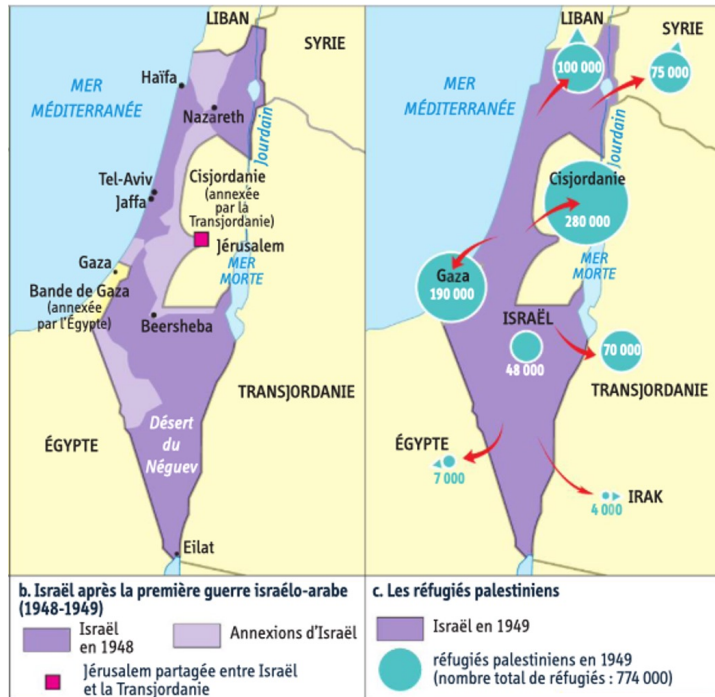 LIBAN
SYRIE
MER
MÉDITERRANÉE
Haïfa
Nazareth
Jourdain
Tel-Aviv
Jaffa
Cisjordanie
(annexée
par la
Transjordanie)
Jérusalem
MER
MORTE
Gaza
Bande de Gaza
(annexée
par l'Égypte)
Beersheba
TRANSJORDANIE
Désert
du
Néguev
ÉGYPTE
Eilat
b. Israël après la première guerre israélo-arabe
(1948-1949)
Israël
en 1948
Annexions d'Israël
Jérusalem partagée entre Israël
et la Transjordanie
LIBAN
100 000
SYRIE
75 000
MER
MÉDITERRANÉE
Jourdain
Cisjordanie
280 000
MER
MORTE
Gaza
190 000
ISRAËL
48 000
70 000
TRANSJORDANIE
ÉGYPTE
7 000
4 000
IRAK
c. Les réfugiés palestiniens
Israël en 1949
réfugiés palestiniens en 1949
(nombre total de réfugiés : 774 000)